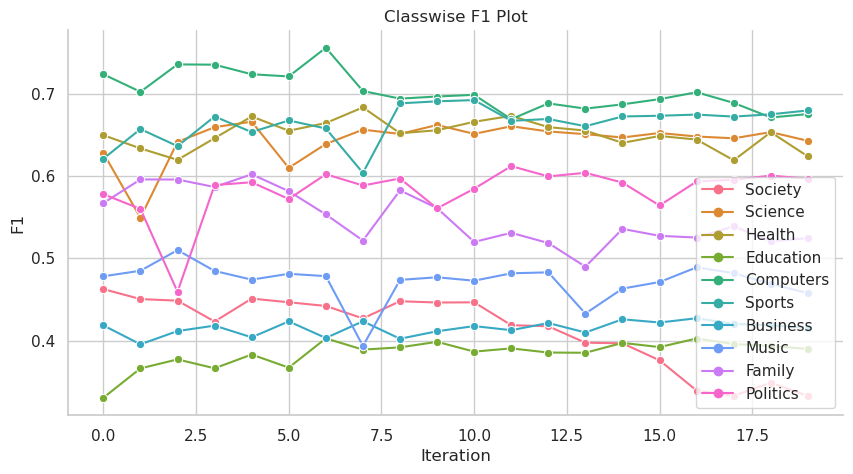 Classwise F1 Plot
F1
0.7
0.6
0.5
0.4
0.0 2.5 5.0 7.5 10.0 12.5 15.0 17.5
Iteration
Society
Science
Health
Education
Computers
Sports
Business
Music
Family
Politics